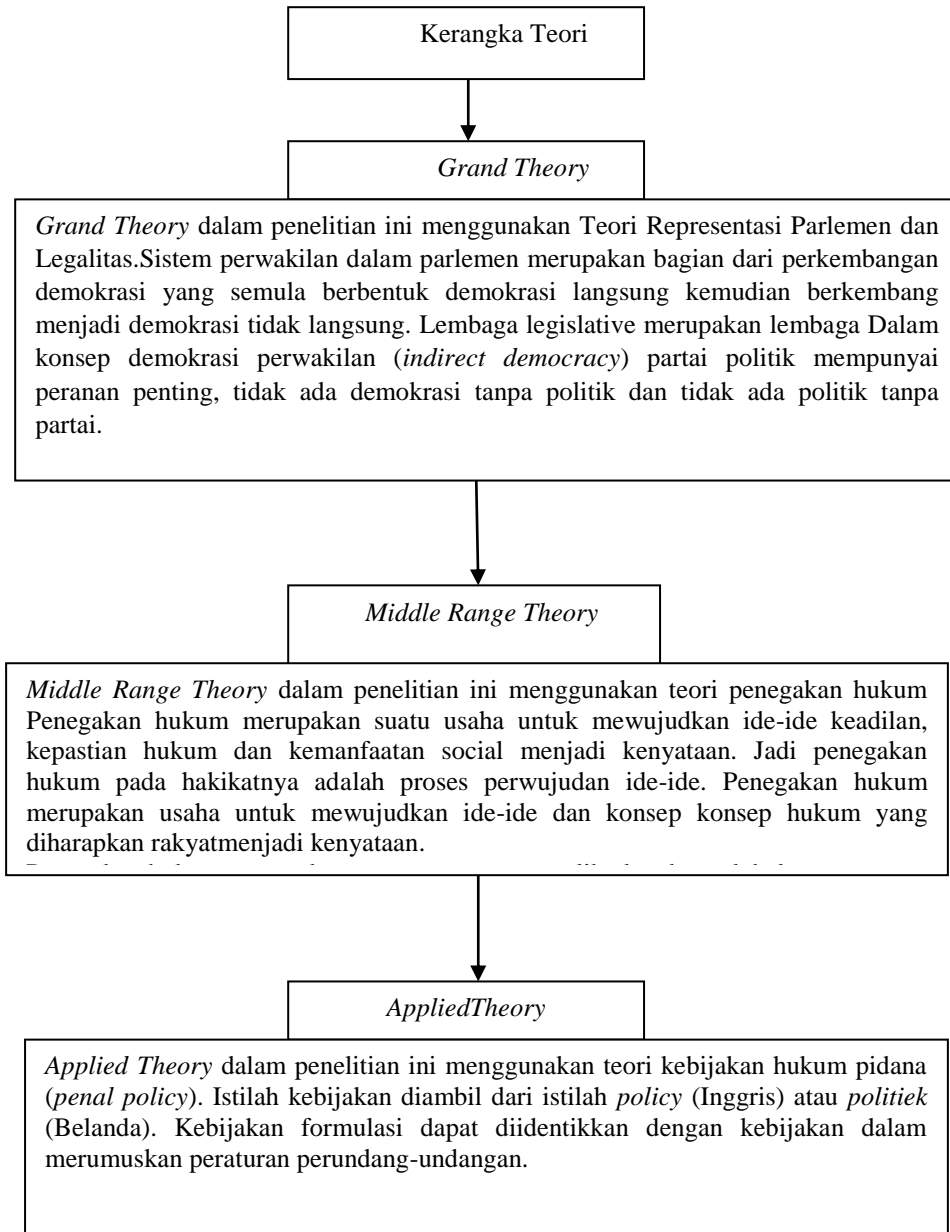 Kerangka Teori
Grand Theory
Grand Theory dalam penelitian ini menggunakan Teori Representasi Parlemen dan
Legalitas.Sistem perwakilan dalam parlemen merupakan bagian dari perkembangan
demokrasi yang semula berbentuk demokrasi langsung kemudian berkembang
menjadi demokrasi tidak langsung. Lembaga legislative merupakan lembaga Dalam
konsep demokrasi perwakilan (indirect democracy) partai politik mempunyai
peranan penting, tidak ada demokrasi tanpa politik dan tidak ada politik tanpa
partai.
Middle Range Theory
Middle Range Theory dalam penelitian ini menggunakan teori penegakan hukum
Penegakan hukum merupakan suatu usaha untuk mewujudkan ide-ide keadilan,
kepastian hukum dan kemanfaatan social menjadi kenyataan. Jadi penegakan
hukum pada hakikatnya adalah proses perwujudan ide-ide. Penegakan hukum
merupakan usaha untuk mewujudkan ide-ide dan konsep konsep hukum yang
diharapkan rakyatmenjadi kenyataan.
AppliedTheory
Applied Theory dalam penelitian ini menggunakan teori kebijakan hukum pidana
(penal policy). Istilah kebijakan diambil dari istilah policy (Inggris) atau politiek
(Belanda). Kebijakan formulasi dapat diidentikkan dengan kebijakan dalam
merumuskan peraturan perundang-undangan.